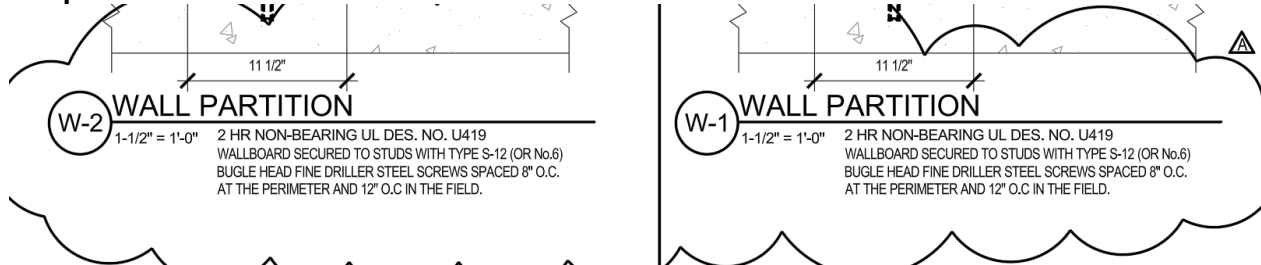 11 1/2"
W-2
WALL PARTITION
1-1/2" = 1'-0"
2 HR NON-BEARING UL DES. NO. U419
WALLBOARD SECURED TO STUDS WITH TYPE S-12 (OR No.6)
BUGLE HEAD FINE DRILLER STEEL SCREWS SPACED 8" O.C.
AT THE PERIMETER AND 12" O.C IN THE FIELD.
A
11 1/2"
W-1
WALL PARTITION
1-1/2" = 1'-0"
2 HR NON-BEARING UL DES. NO. U419
WALLBOARD SECURED TO STUDS WITH TYPE S-12 (OR No.6)
BUGLE HEAD FINE DRILLER STEEL SCREWS SPACED 8" O.C.
AT THE PERIMETER AND 12" O.C IN THE FIELD.